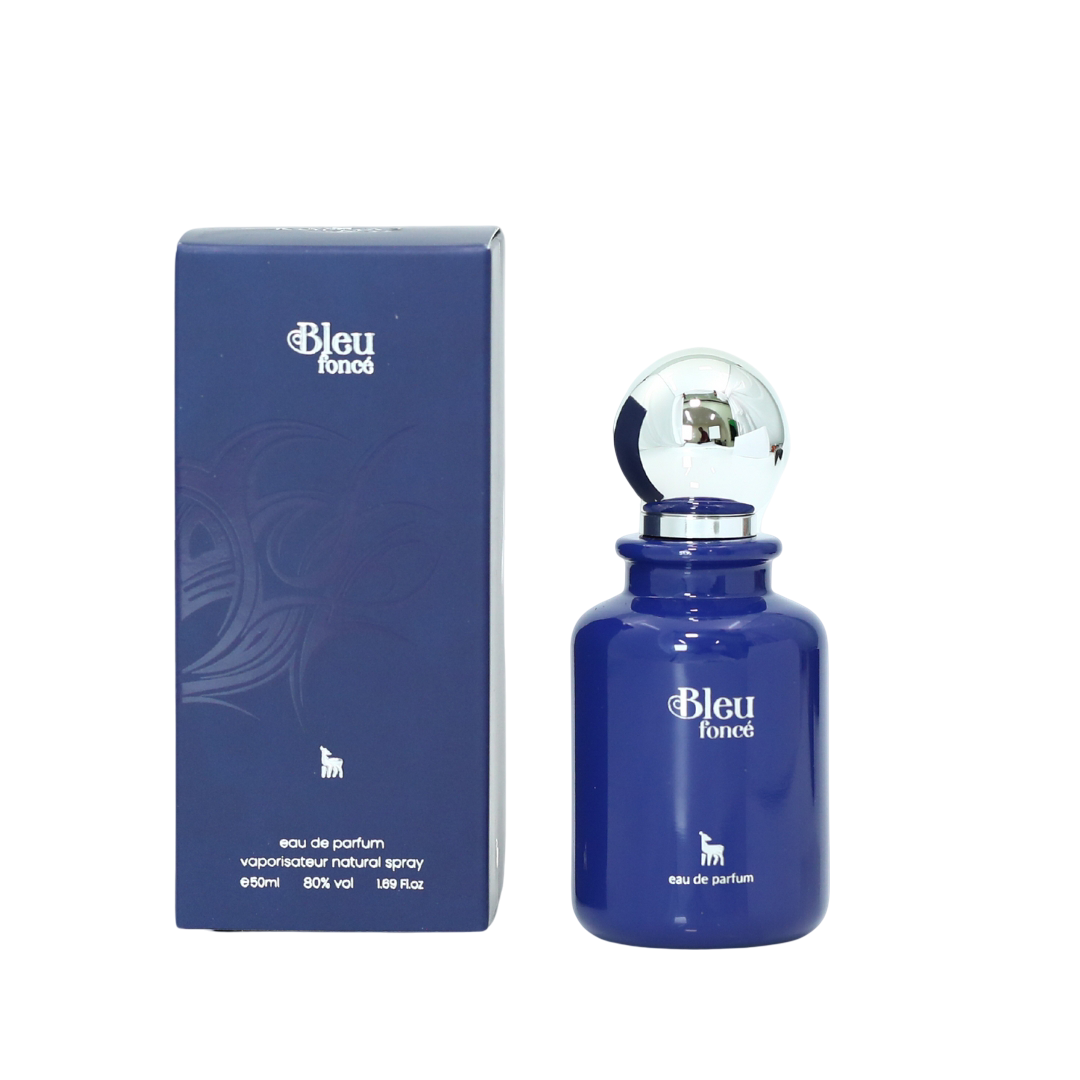 Bleu
foncé
eau de parfum
vaporisateur natural spray
℮50ml 80% vol 1.69 Fl.oz
Bleu
foncé
eau de parfum